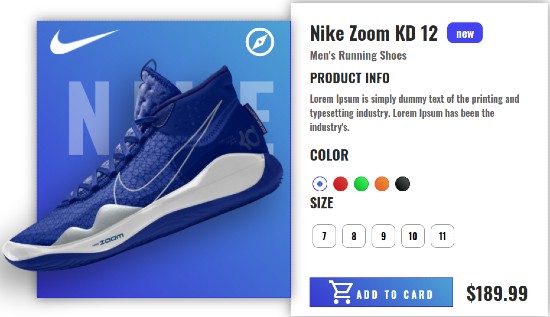 NIKE
ZOOM
Nike Zoom KD 12 new
Men's Running Shoes
PRODUCT INFO
Lorem Ipsum is simply dummy text of the printing and
typesetting industry. Lorem Ipsum has been the
industry's.
COLOR
SIZE
7 8 9 10 11
ADD TO CARD $189.99